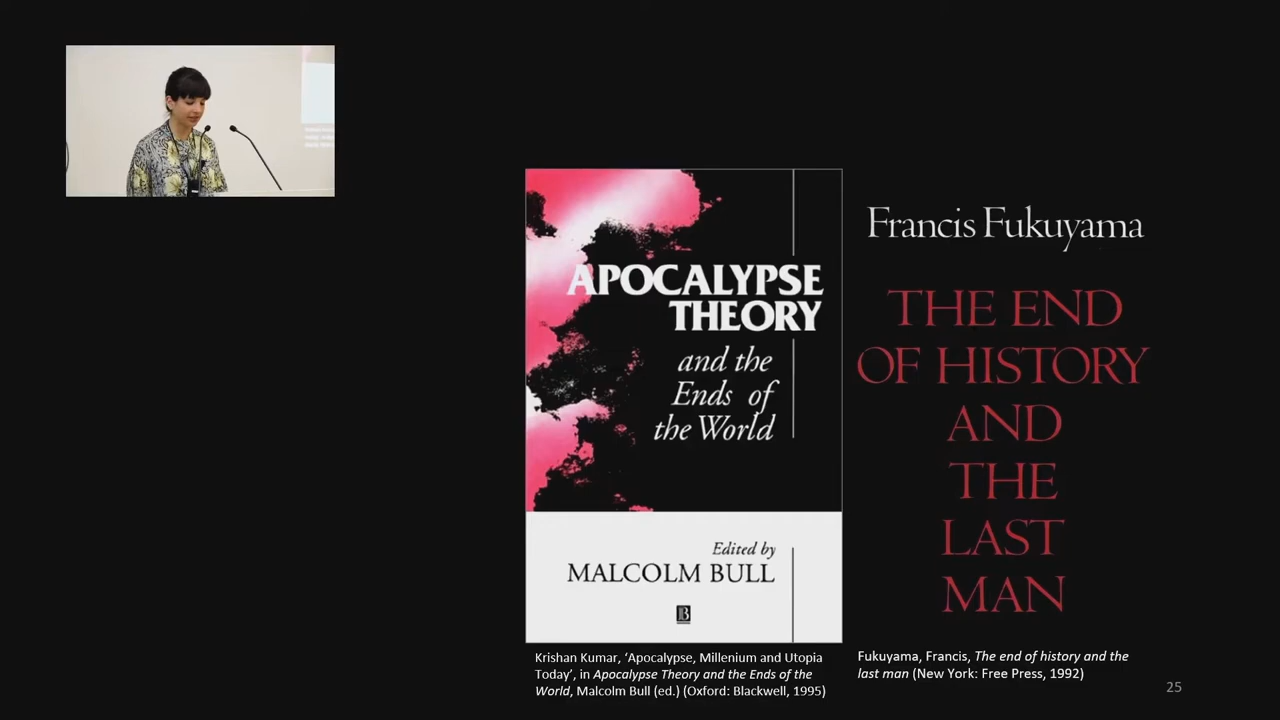 APOCALYPSE
THEORY
and the
Ends of
the World
Edited by
MALCOLM BULL
B
Krishan Kumar, ‘Apocalypse, Millenium and Utopia
Today’, in Apocalypse Theory and the Ends of the
World, Malcolm Bull (ed.) (Oxford: Blackwell, 1995)
Francis Fukuyama
THE END
OF HISTORY
AND
THE
LAST
MAN
Fukuyama, Francis, The end of history and the
last man (New York: Free Press, 1992)
25